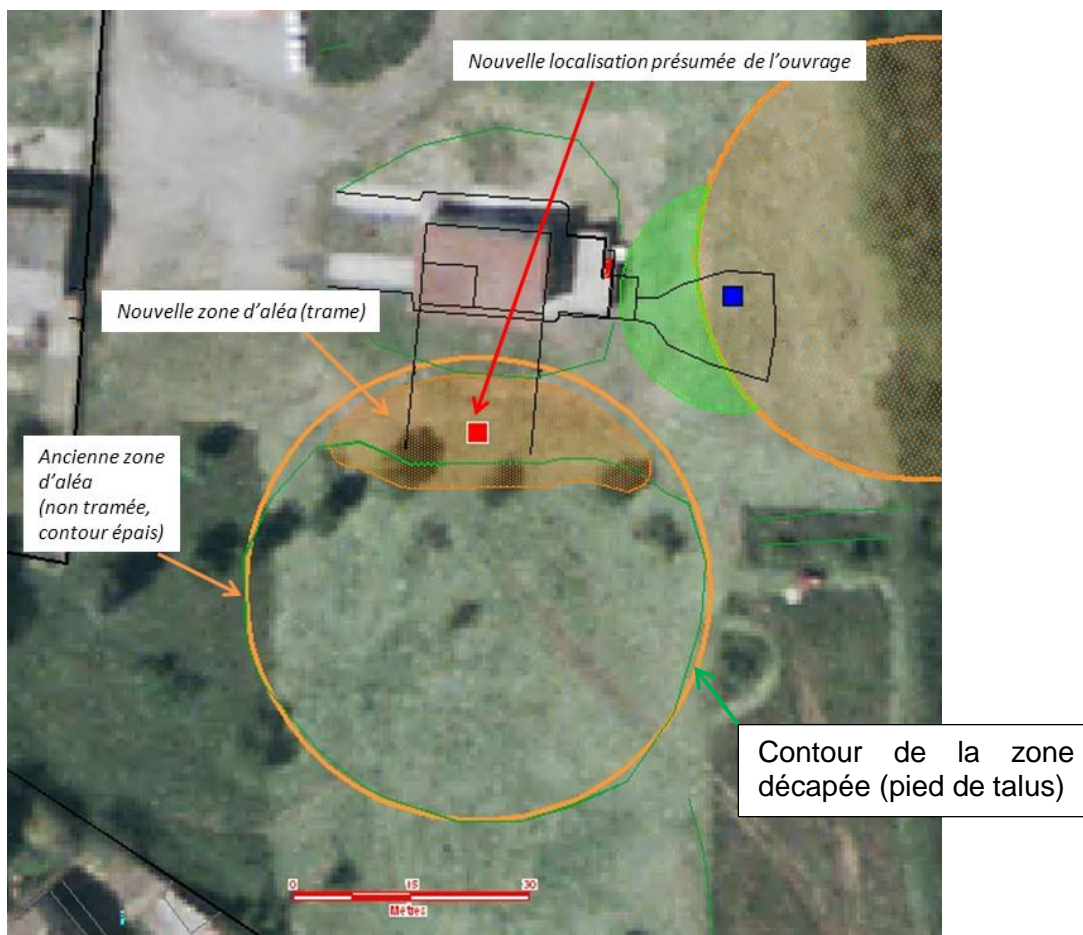 Nouvelle localisation présumée de l'ouvrage
Nouvelle zone d'aléa (trame)
Ancienne zone
d'aléa
(non tramée,
contour épais)
Contour de la zone
décapée (pied de talus)
0 15 30
Mètres